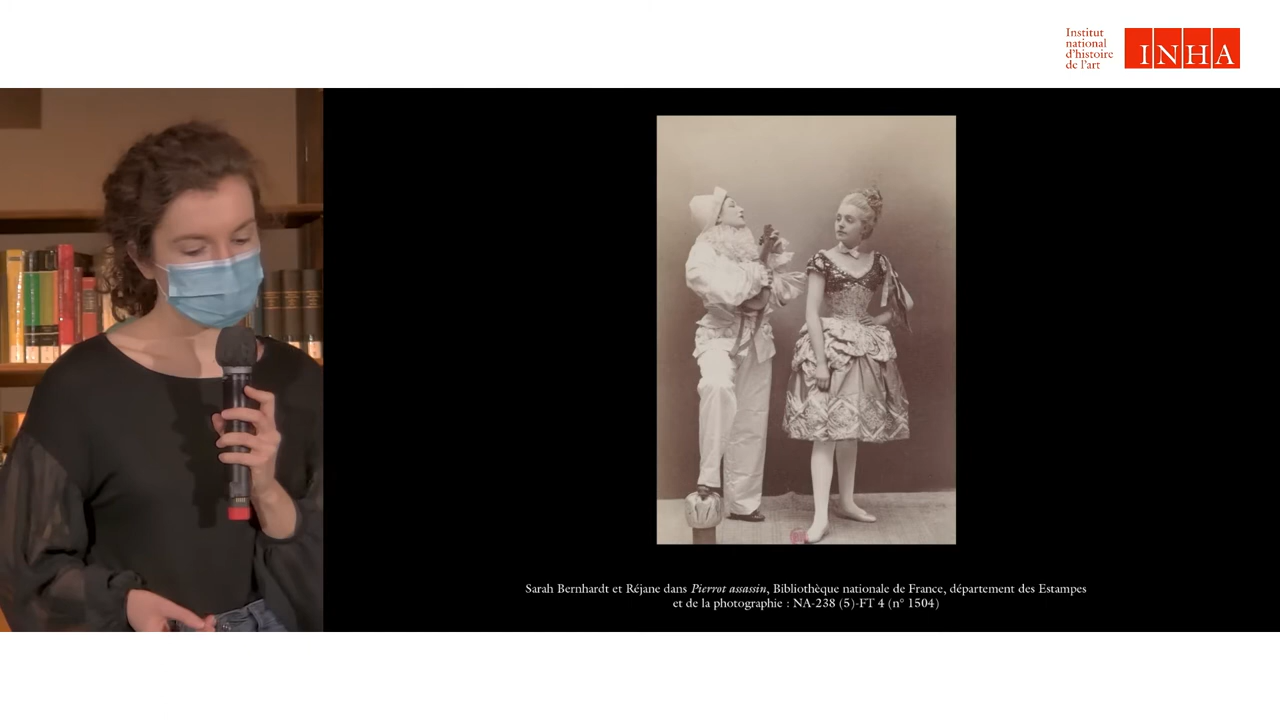 Institut
national
d'histoire
de l'art
INHA
Sarah Bernhardt et Réjane dans Pierrot assassin, Bibliothèque nationale de France, département des Estampes
et de la photographie : NA-238 (5)-FT 4 (n° 1504)